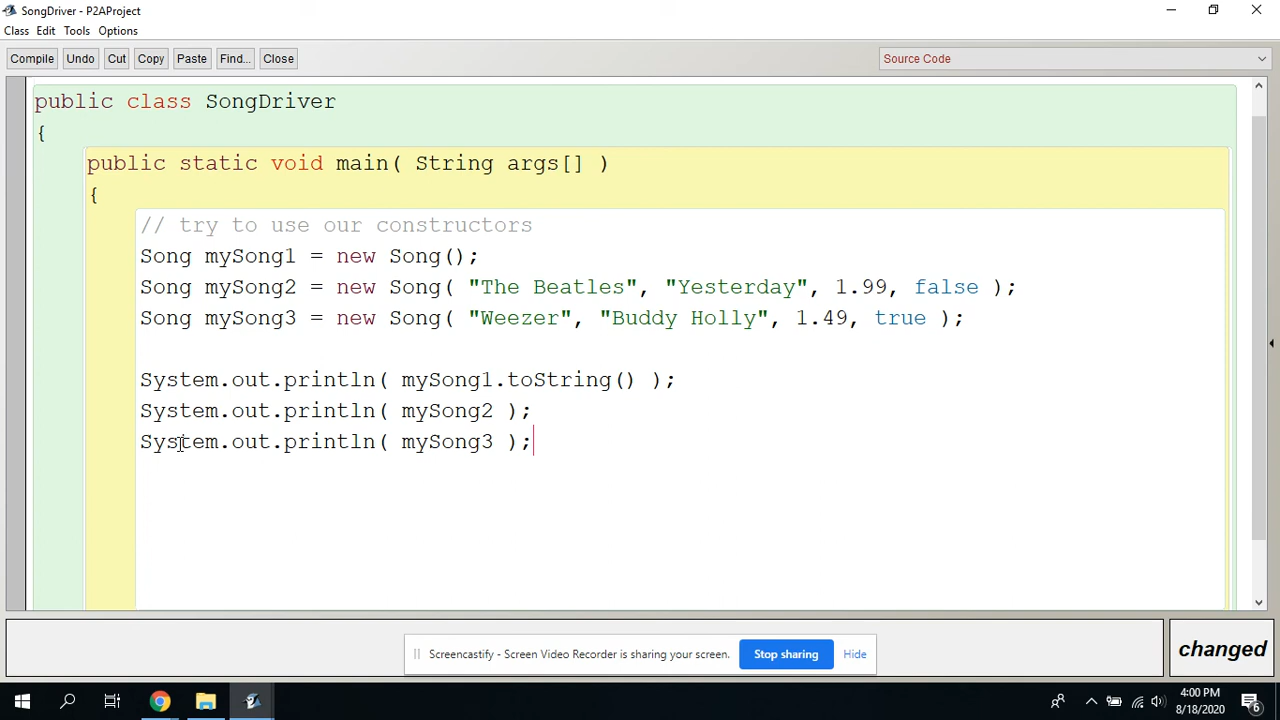 SongDriver - P2AProject
Class Edit Tools Options
Compile Undo Cut Copy Paste Find... Close Source Code
public class SongDriver
{
public static void main( String args[] )
{
// try to use our constructors
Song mySong1 = new Song();
Song mySong2 = new Song( "The Beatles", "Yesterday", 1.99, false );
Song mySong3 = new Song( "Weezer", "Buddy Holly", 1.49, true );
System.out.println( mySong1.toString() );
System.out.println( mySong2 );
System.out.println( mySong3 );
Screencastify - Screen Video Recorder is sharing your screen. Stop sharing Hide
changed
4:00 PM
8/18/2020
6